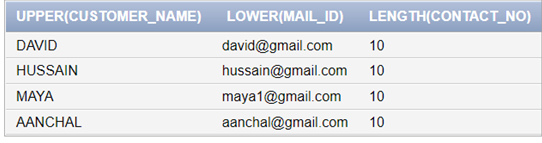 UPPER(CUSTOMER_NAME) LOWER(MAIL_ID) LENGTH(CONTACT_NO)
DAVID david@gmail.com 10
HUSSAIN hussain@gmail.com 10
MAYA maya1@gmail.com 10
AANCHAL aanchal@gmail.com 10